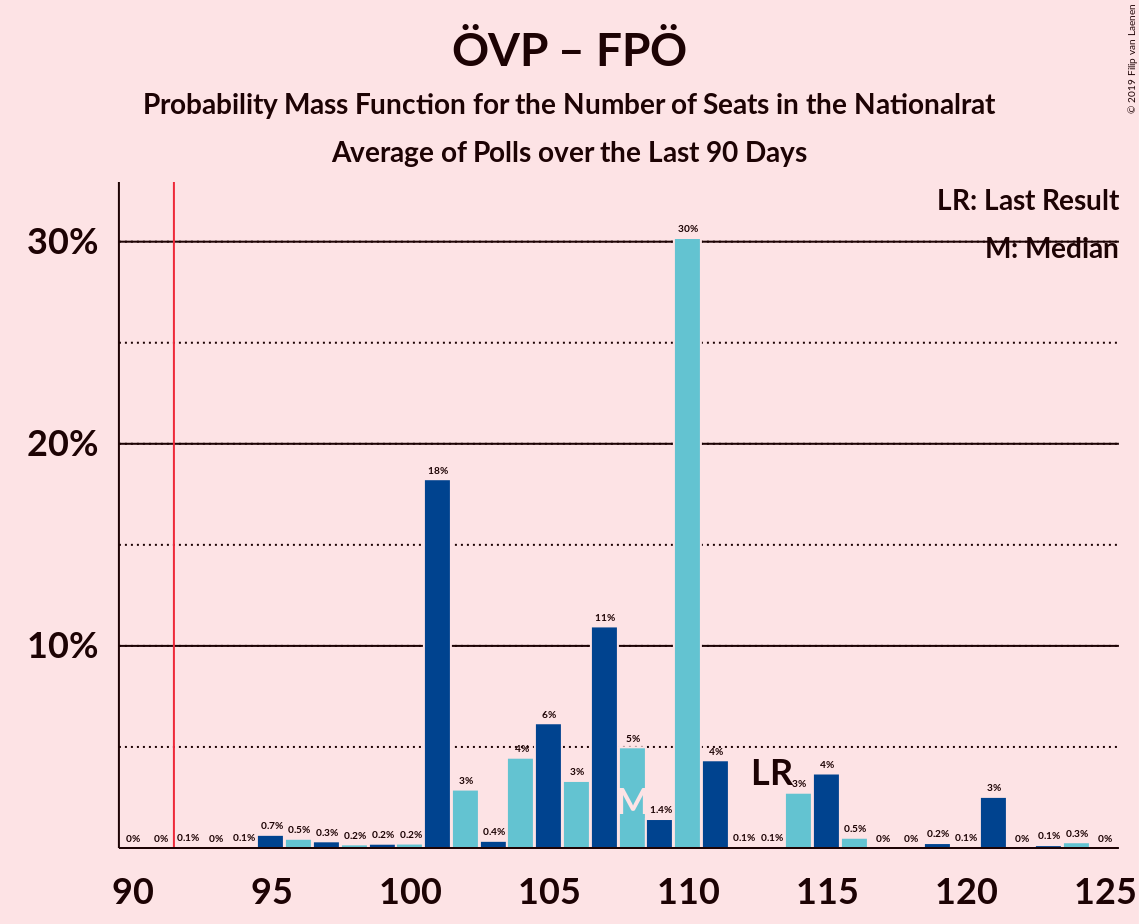 ÖVP – FPÖ
Probability Mass Function for the Number of Seats in the Nationalrat
Average of Polls over the Last 90 Days
© 2019 Filip van Laenen
LR: Last Result
M: Median
30%
20%
10%
0% 0% 0.1% 0% 0.1% 0.7% 0.5% 0.3% 0.2% 0.2% 0.2% 18% 3% 0.4% 4% 6% 3% 11% 5% 1.4% 30% 4% 0.1% 0.1% 3% 4% 0.5% 0% 0% 0.2% 0.1% 3% 0% 0.1% 0.3% 0%
M
LR
90 95 100 105 110 115 120 125